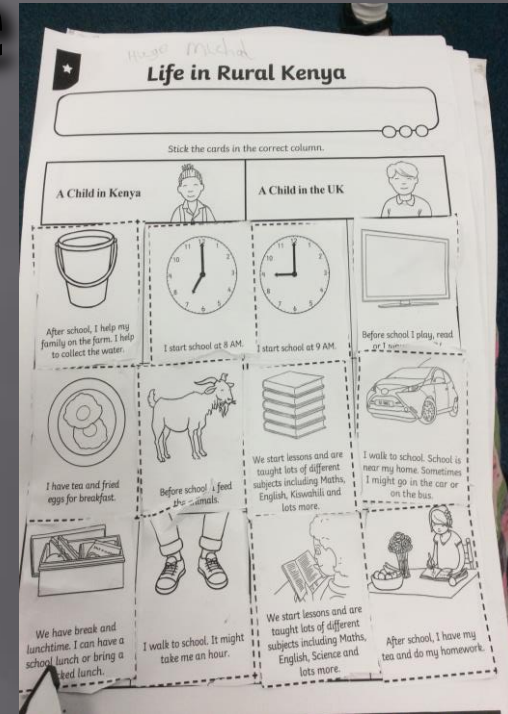 Hugo Michal
Life in Rural Kenya
Stick the cards in the correct column.
A Child in Kenya
A Child in the UK
After school, I help my
family on the farm. I help
to collect the water.
I start school at 8 AM.
I start school at 9 AM.
Before school I play, read
or I
I have tea and fried
eggs for breakfast.
Before school I feed
the animals.
We start lessons and are
taught lots of different
subjects including Maths,
English, Kiswahili and
lots more.
I walk to school. School is
near my home. Sometimes
I might go in the car or
on the bus.
We have break and
lunchtime. I can have a
school lunch or bring a
cked lunch.
I walk to school. It might
take me an hour.
We start lessons and are
taught lots of different
subjects including Maths,
English, Science and
lots more.
After school, I have my
tea and do my homework.